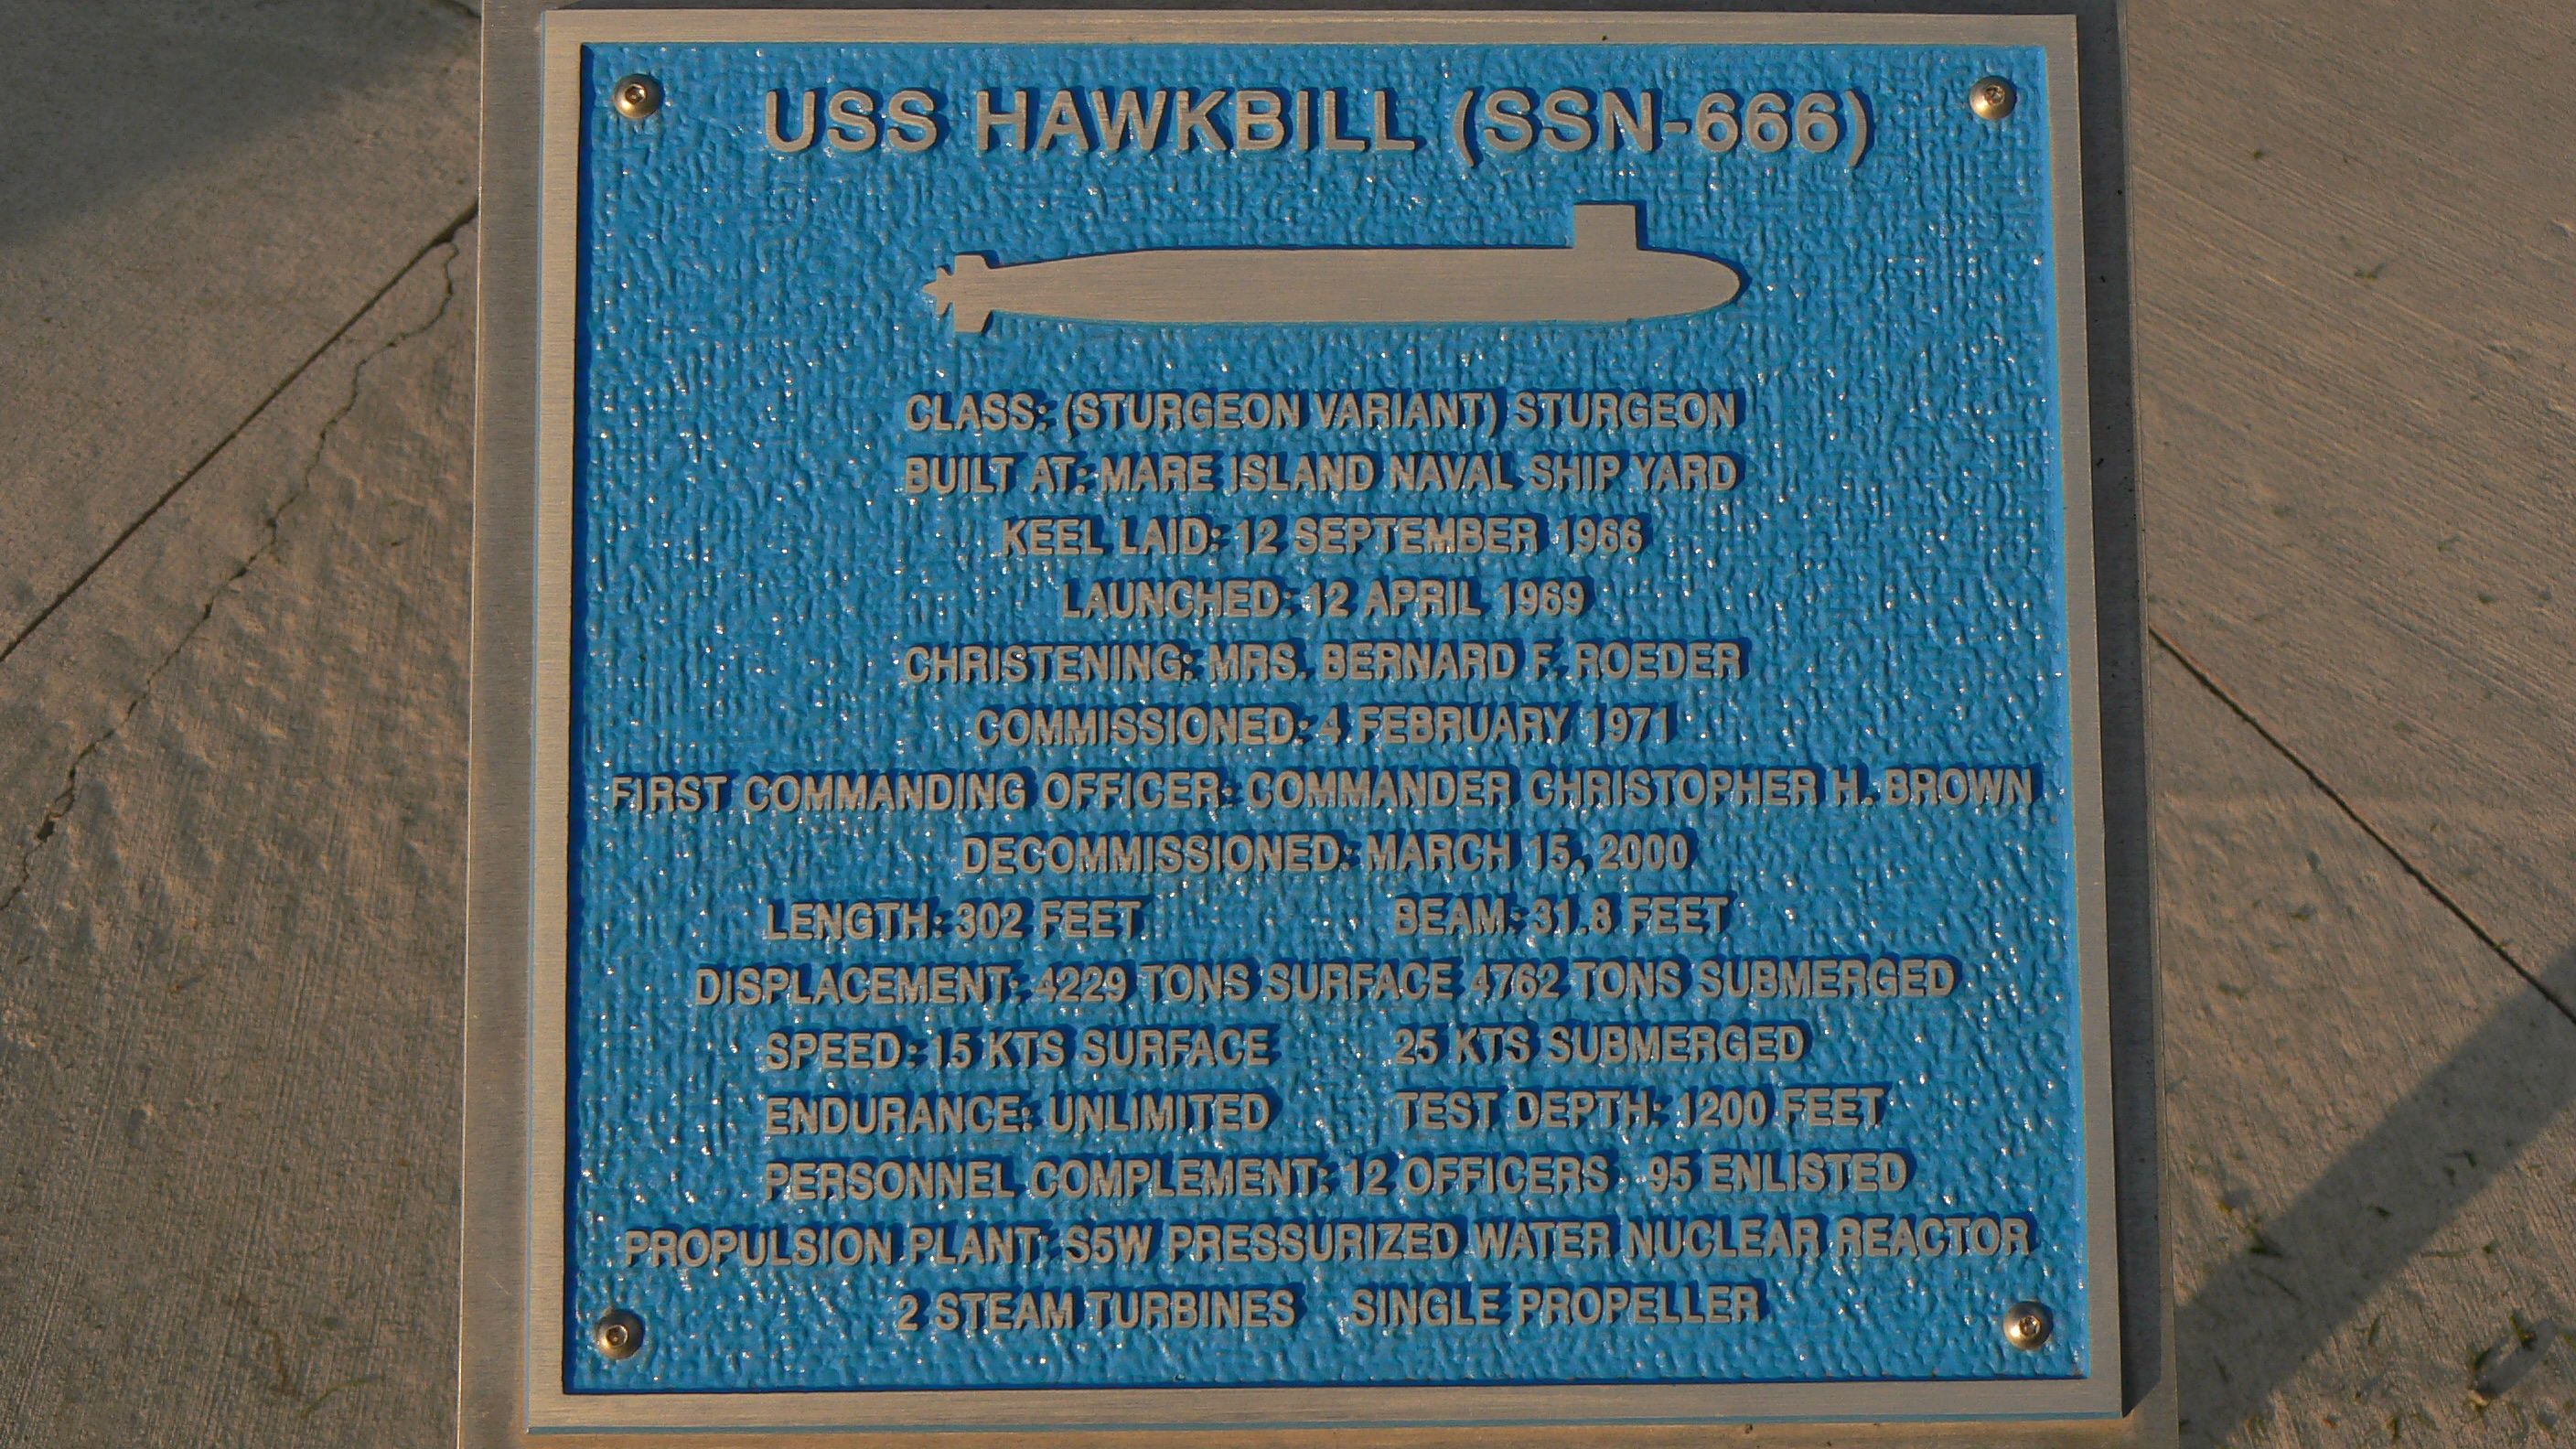 USS HAWKBILL (SSN-666)
CLASS: (STURGEON VARIANT) STURGEON
BUILT AT: MARE ISLAND NAVAL SHIP YARD
KEEL LAID: 12 SEPTEMBER 1966
LAUNCHED: 12 APRIL 1969
CHRISTENING: MRS. BERNARD F. ROEDER
COMMISSIONED: 4 FEBRUARY 1971
FIRST COMMANDING OFFICER: COMMANDER CHRISTOPHER H. BROWN
DECOMMISSIONED: MARCH 15, 2000
LENGTH: 302 FEET BEAM: 31.8 FEET
DISPLACEMENT: 4229 TONS SURFACE 4762 TONS SUBMERGED
SPEED: 15 KTS SURFACE 25 KTS SUBMERGED
ENDURANCE: UNLIMITED TEST DEPTH: 1200 FEET
PERSONNEL COMPLEMENT: 12 OFFICERS 95 ENLISTED
PROPULSION PLANT: S5W PRESSURIZED WATER NUCLEAR REACTOR
2 STEAM TURBINES SINGLE PROPELLER